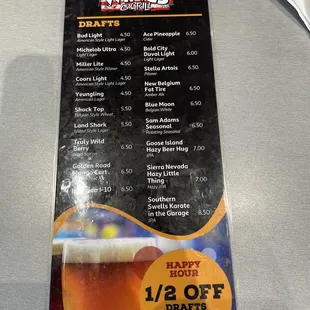 & GRILL
DRAFTS
Bud Light 4.50
American Style Light Lager
Michelob Ultra 4.50
Light Lager
Miller Lite 4.50
American Style Pilsner
Coors Light 4.50
American Style Light Lager
Yeungling 4.50
American Lager
Shock Top 5.50
Belgian Style Wheat
Land Shark 5.50
Island Style Lager
Truly Wild
Berry 5.50
Golden Road
Mango Cart 6.50
6.50
Ace Pineapple 6.50
Cider
Bold City
Duval Light 6.00
Light Lager
Stella Artois 6.50
Pilsner
New Belgium
Fat Tire 6.50
Amber Ale
Blue Moon 6.50
Belgian White
Sam Adams
Seasonal 6.50
Rotating Seasonal
Goose Island
Hazy Beer Hug 7.00
IPA
Sierra Nevada
Hazy Little
Thing 7.00
Hazy IPA
Southern
Swells Karate
in the Garage 8.50
IPA
HAPPY
HOUR
1/2 OFF
DRAFTS